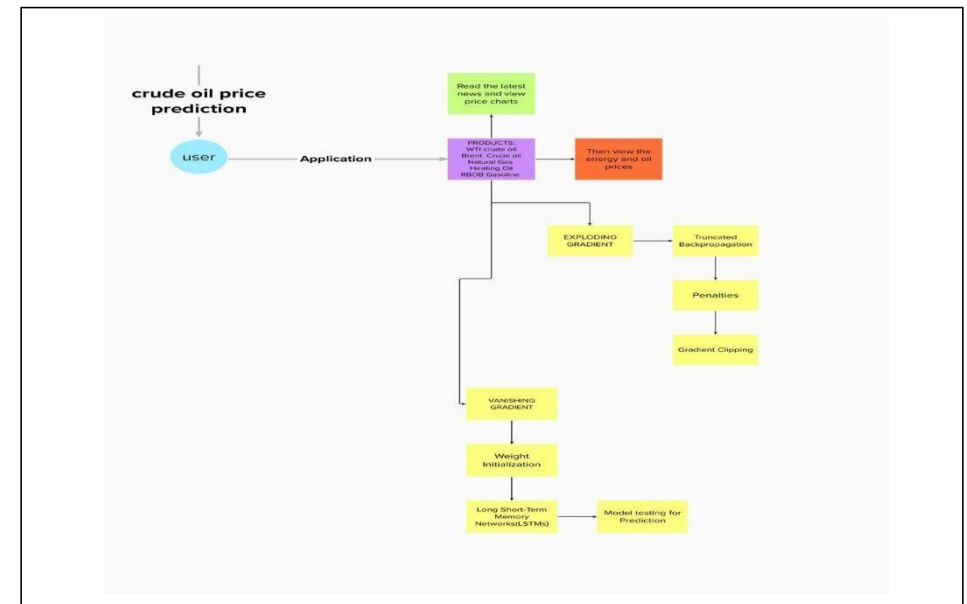 crude oil price
prediction
user
Application
Read the latest
news and view
price charts
PRODUCTS:
WTI crude oil
Brent Crude oil
Natural Gas
Heating Oil
RBOB Gasoline
Then view the
energy and oil
prices
EXPLODING
GRADIENT
Truncated
Backpropagation
Penalties
Gradient Clipping
VANISHING
GRADIENT
Weight
Initialization
Long Short-Term
Memory
Networks(LSTMs)
Model testing for
Prediction